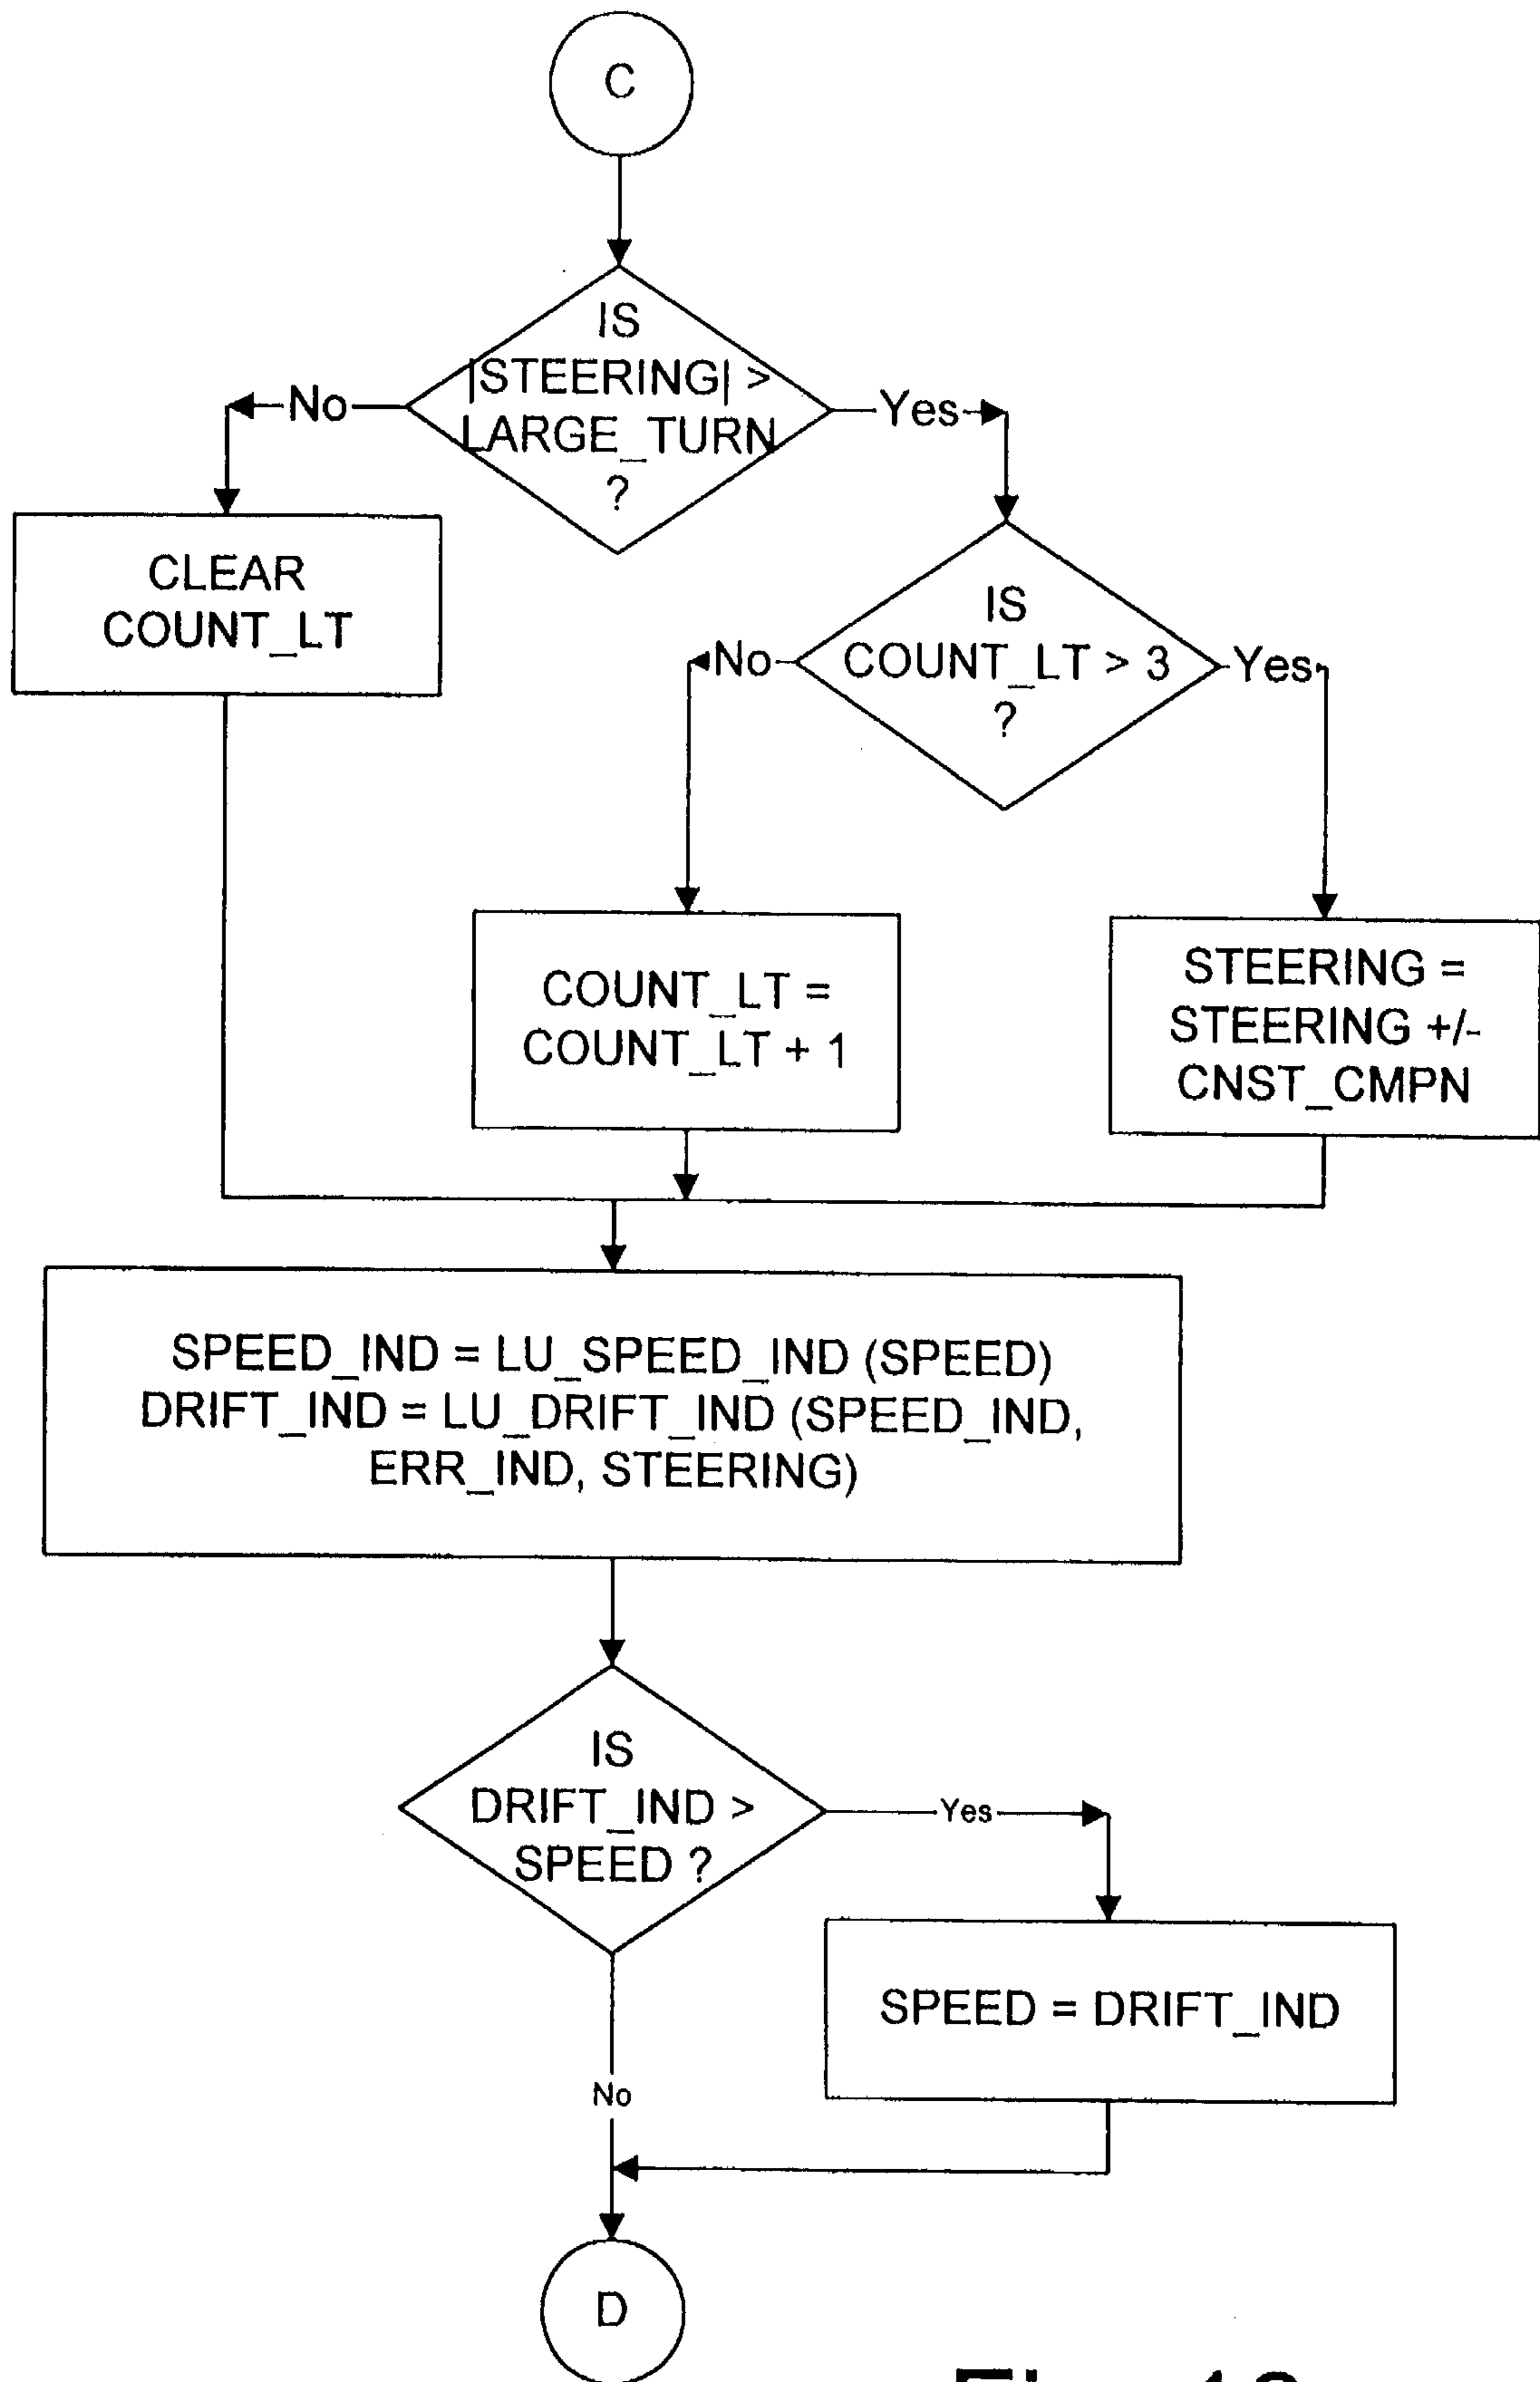 C
IS
|STEERING| >
LARGE_TURN
?
No
Yes
CLEAR
COUNT_LT
IS
COUNT_LT > 3
?
No
Yes
COUNT_LT =
COUNT_LT + 1
STEERING =
STEERING +/-
CNST_CMPN
SPEED_IND = LU_SPEED_IND (SPEED)
DRIFT_IND = LU_DRIFT_IND (SPEED_IND,
ERR_IND, STEERING)
IS
DRIFT_IND >
SPEED ?
Yes
SPEED = DRIFT_IND
No
D